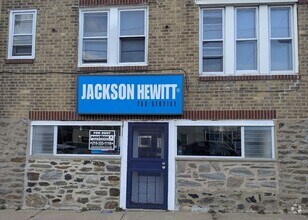 JACKSON HEWITT®
TAX SERVICE
FOR RENT